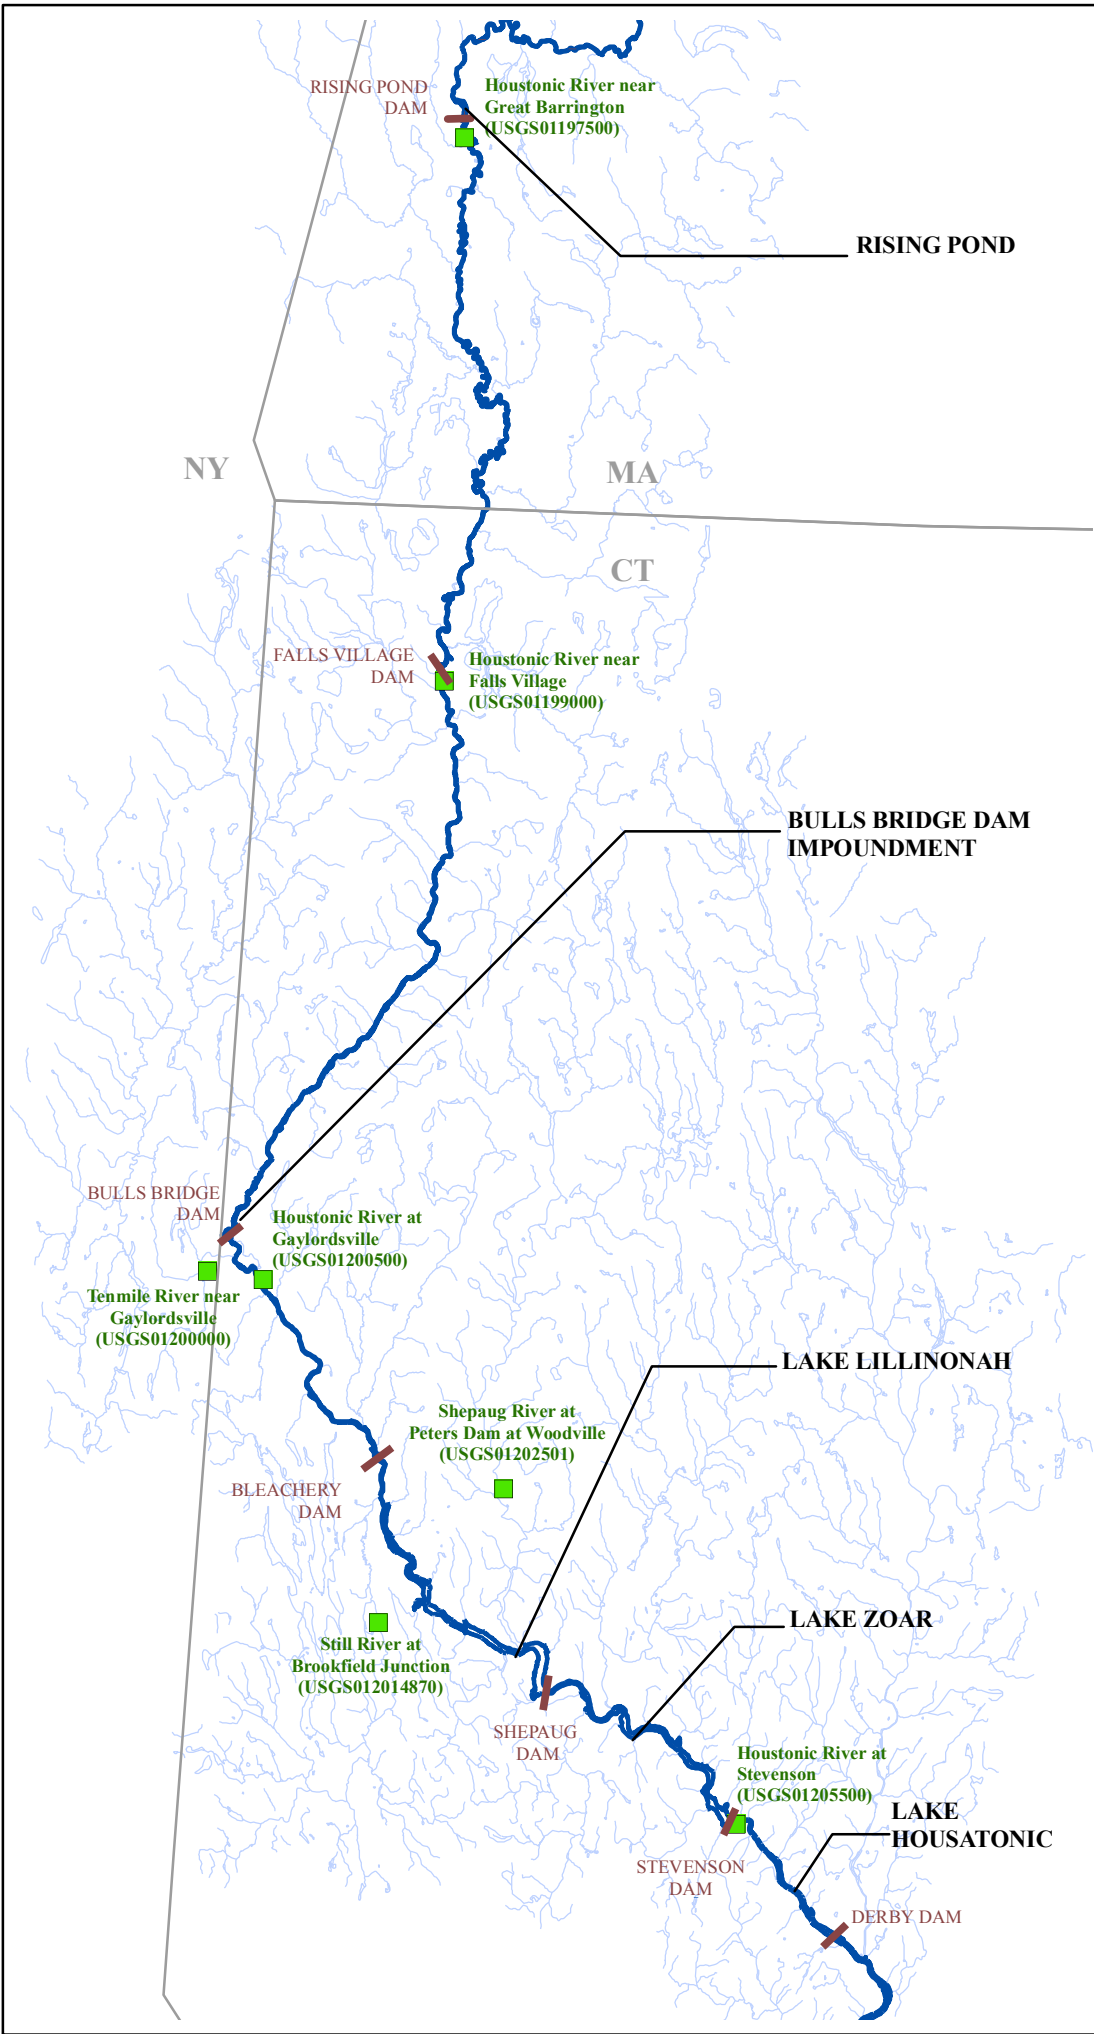 RISING POND
DAM
Houstonic River near
Great Barrington
(USGS01197500)
RISING POND
NY
MA
CT
FALLS VILLAGE
DAM
Houstonic River near
Falls Village
(USGS01199000)
BULLS BRIDGE DAM
IMPOUNDMENT
BULLS BRIDGE
DAM
Houstonic River at
Gaylordsville
(USGS01200500)
Tenmile River near
Gaylordsville
(USGS01200000)
LAKE LILLINONAH
Shepaug River at
Peters Dam at Woodville
(USGS01202501)
BLEACHERY
DAM
LAKE ZOAR
Still River at
Brookfield Junction
(USGS012014870)
SHEPAUG
DAM
Houstonic River at
Stevenson
(USGS01205500)
LAKE
HOUSATONIC
STEVENSON
DAM
DERBY DAM